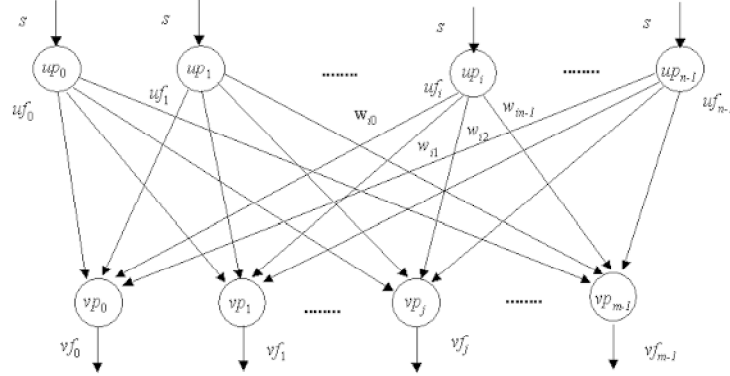 s s s s
up₀ up₁ ........ upᵢ ........ upₙ₋₁
uf₀ uf₁ wᵢ₀ ufᵢ wᵢₙ₋₁ ufₙ₋
wᵢ₁ wᵢ₂
vp₀ vp₁ ........ vpⱼ ........ vpₘ₋₁
vf₀ vf₁ vfⱼ vfₘ₋₁